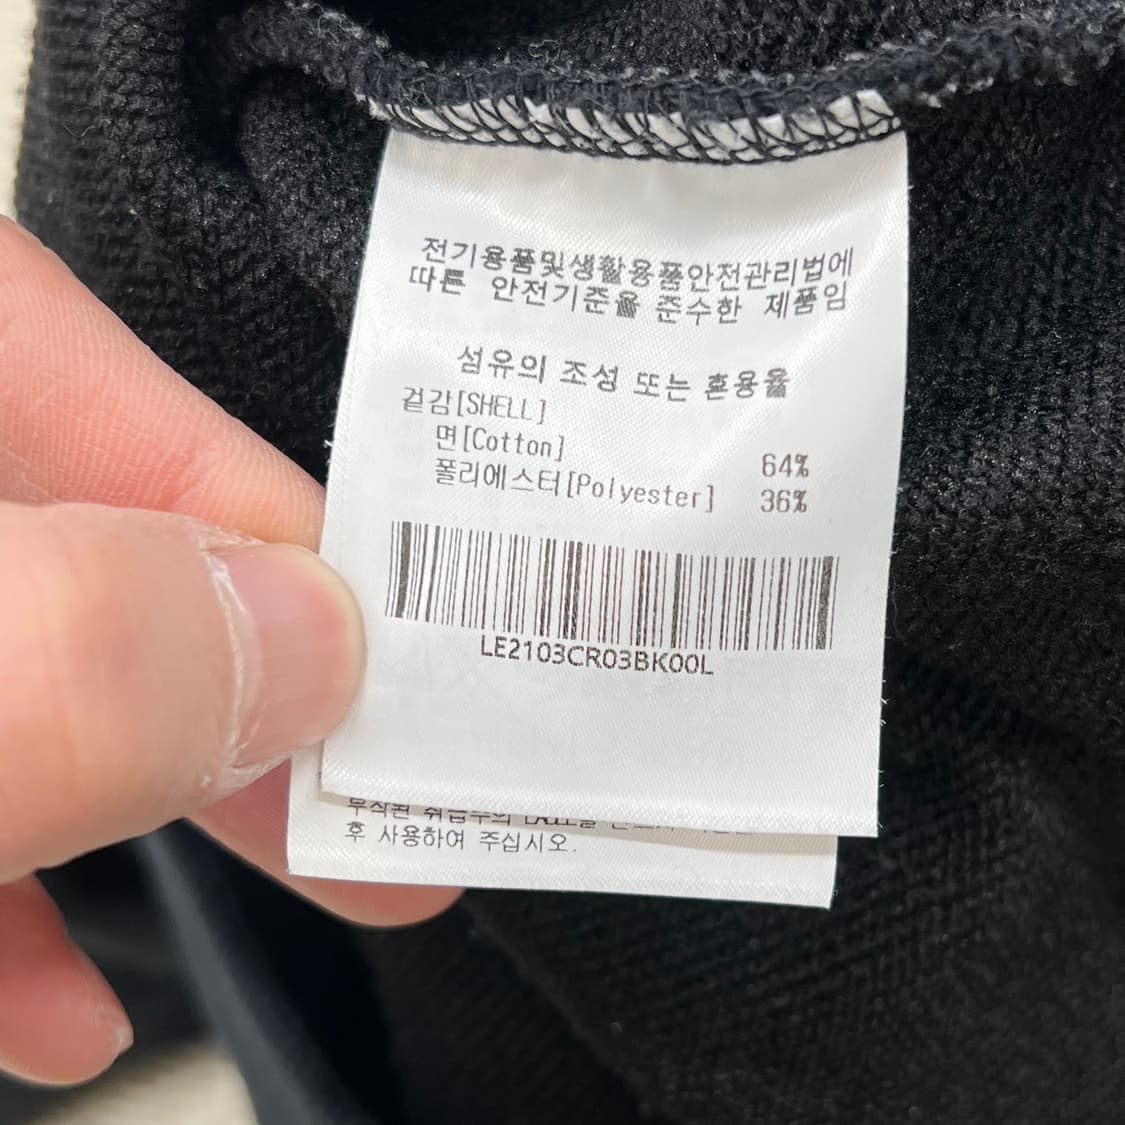 전기용품및생활용품안전관리법에
따른 안전기준을 준수한 제품임
섬유의 조성 또는 혼용율
겉감[SHELL]
면[Cotton] 64%
폴리에스터[Polyester] 36%
LE2103CR03BK00L
후 사용하여 주십시오.